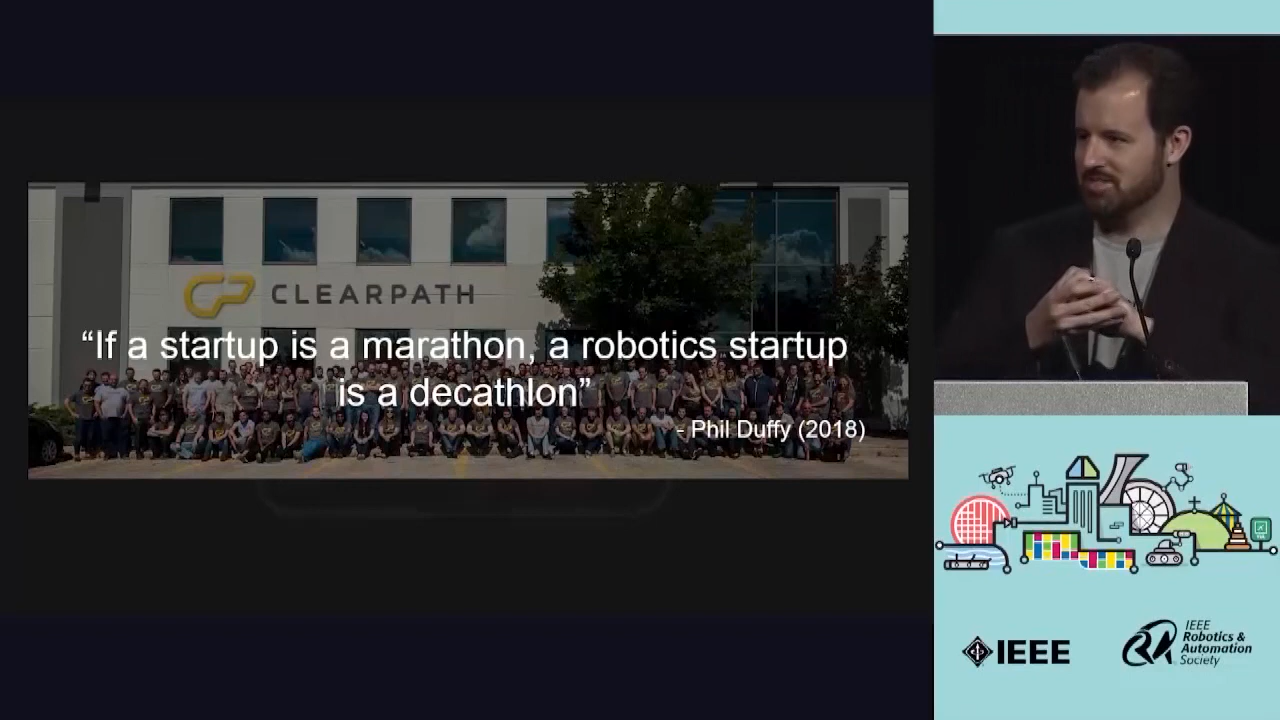 CLEARPATH
“If a startup is a marathon, a robotics startup
is a decathlon”
- Phil Duffy (2018)
IEEE
IEEE
Robotics &
Automation
Society